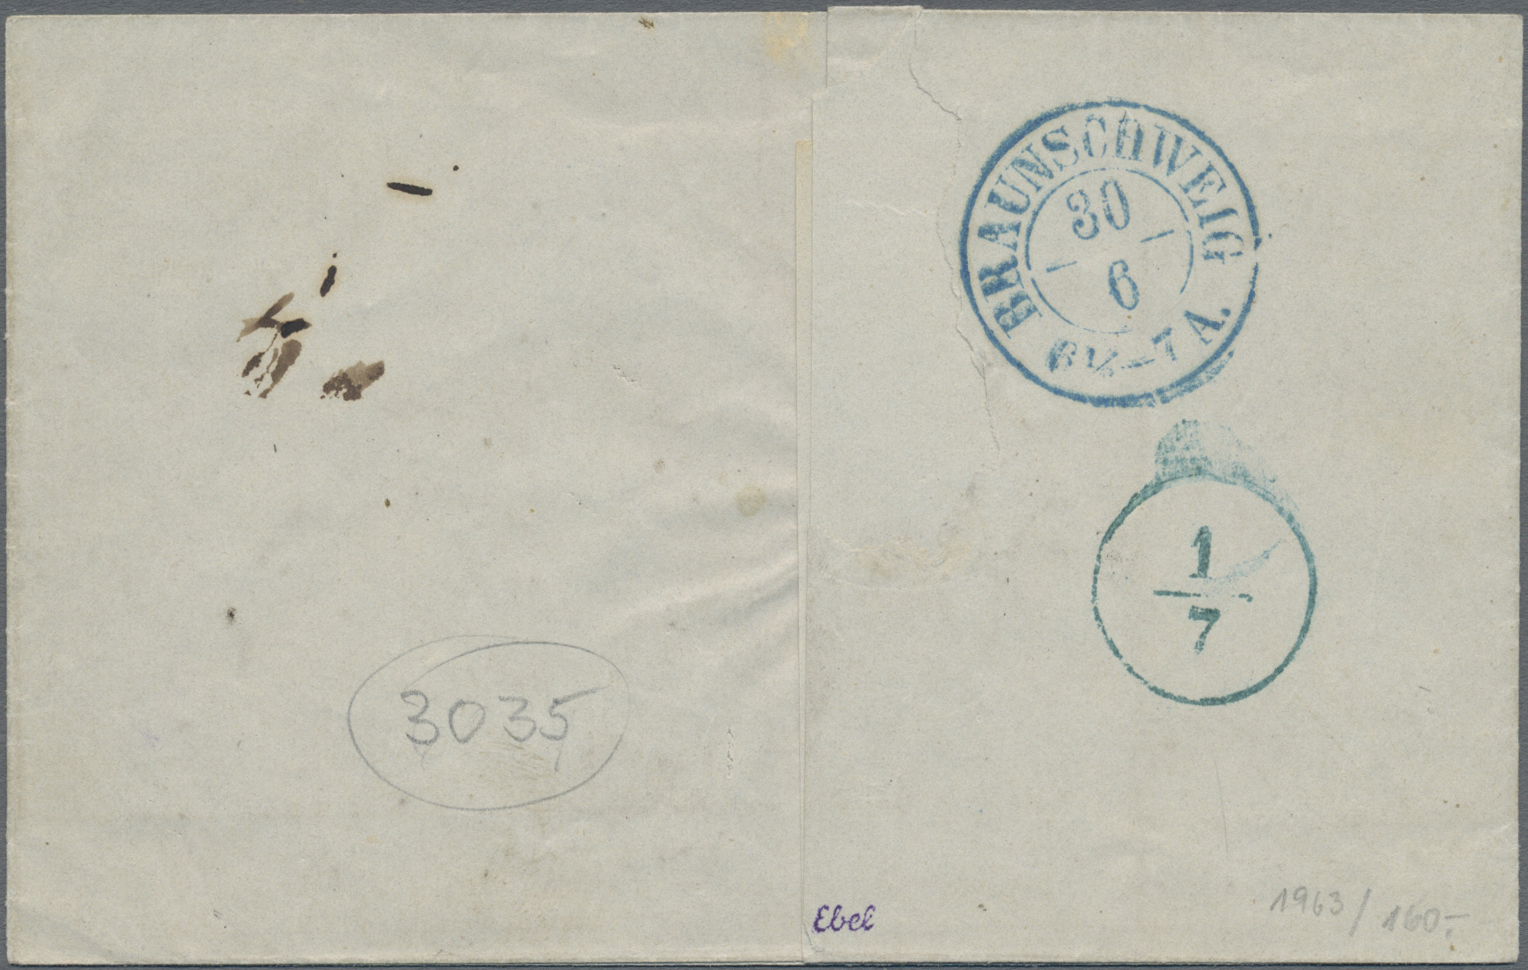 BRAUNSCHWEIG
30
6
6½—7 A.
1
7
3035
Ebel
1963 / 160.-